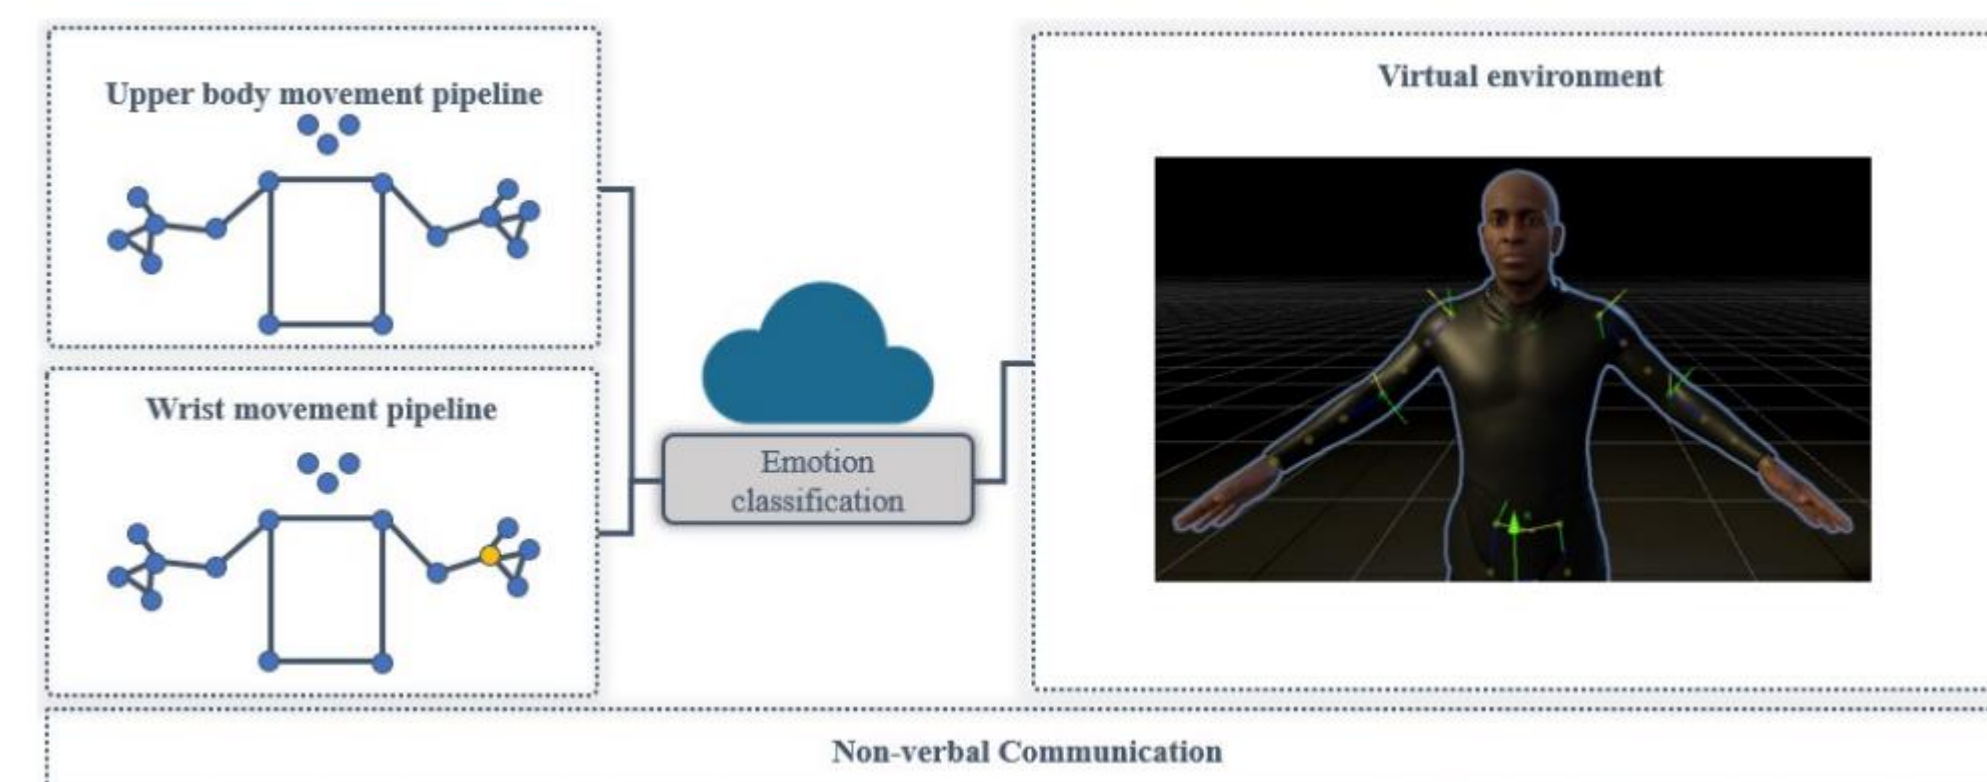 Upper body movement pipeline
Virtual environment
Wrist movement pipeline
Emotion
classification
Non-verbal Communication